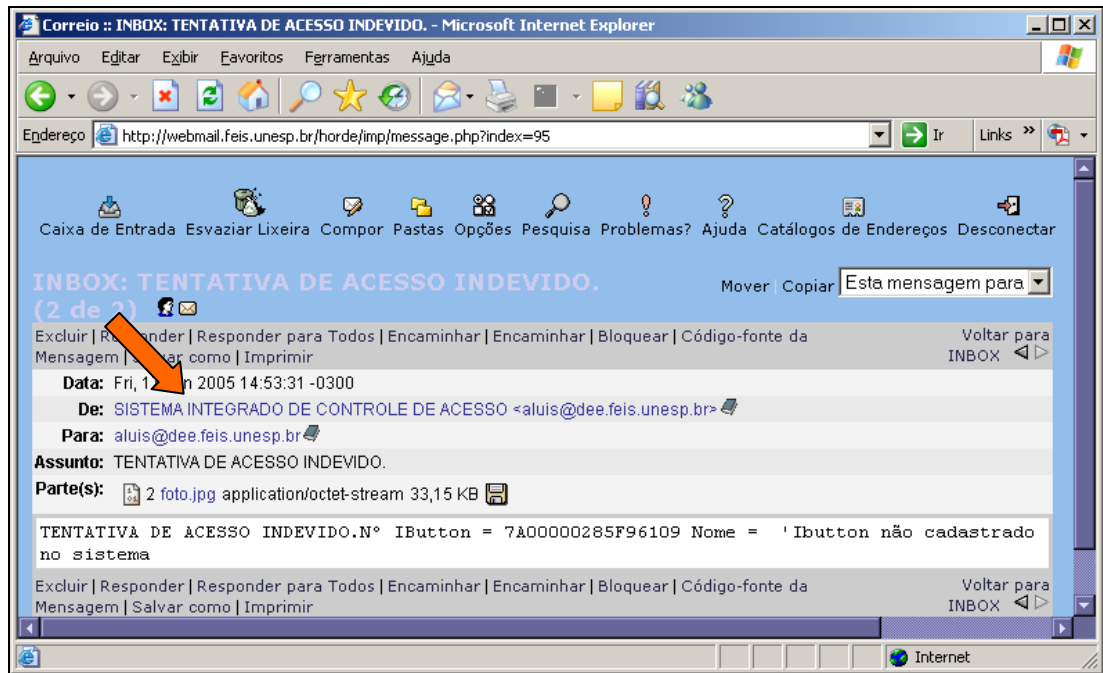 Correio :: INBOX: TENTATIVA DE ACESSO INDEVIDO. - Microsoft Internet Explorer
Arquivo Editar Exibir Favoritos Ferramentas Ajuda
Endereço http://webmail.feis.unesp.br/horde/imp/message.php?index=95 Ir Links »
Caixa de Entrada Esvaziar Lixeira Compor Pastas Opções Pesquisa Problemas? Ajuda Catálogos de Endereços Desconectar
INBOX: TENTATIVA DE ACESSO INDEVIDO.
(2 de 2)
Mover | Copiar Esta mensagem para
Excluir | Responder | Responder para Todos | Encaminhar | Encaminhar | Bloquear | Código-fonte da
Mensagem | Salvar como | Imprimir
Voltar para
INBOX
Data: Fri, 2005 14:53:31 -0300
De: SISTEMA INTEGRADO DE CONTROLE DE ACESSO <aluis@dee.feis.unesp.br>
Para: aluis@dee.feis.unesp.br
Assunto: TENTATIVA DE ACESSO INDEVIDO.
Parte(s): 2 foto.jpg application/octet-stream 33,15 KB
TENTATIVA DE ACESSO INDEVIDO.Nº IButton = 7A00000285F96109 Nome = 'Ibutton não cadastrado
no sistema
Excluir | Responder | Responder para Todos | Encaminhar | Encaminhar | Bloquear | Código-fonte da
Mensagem | Salvar como | Imprimir
Voltar para
INBOX
Internet